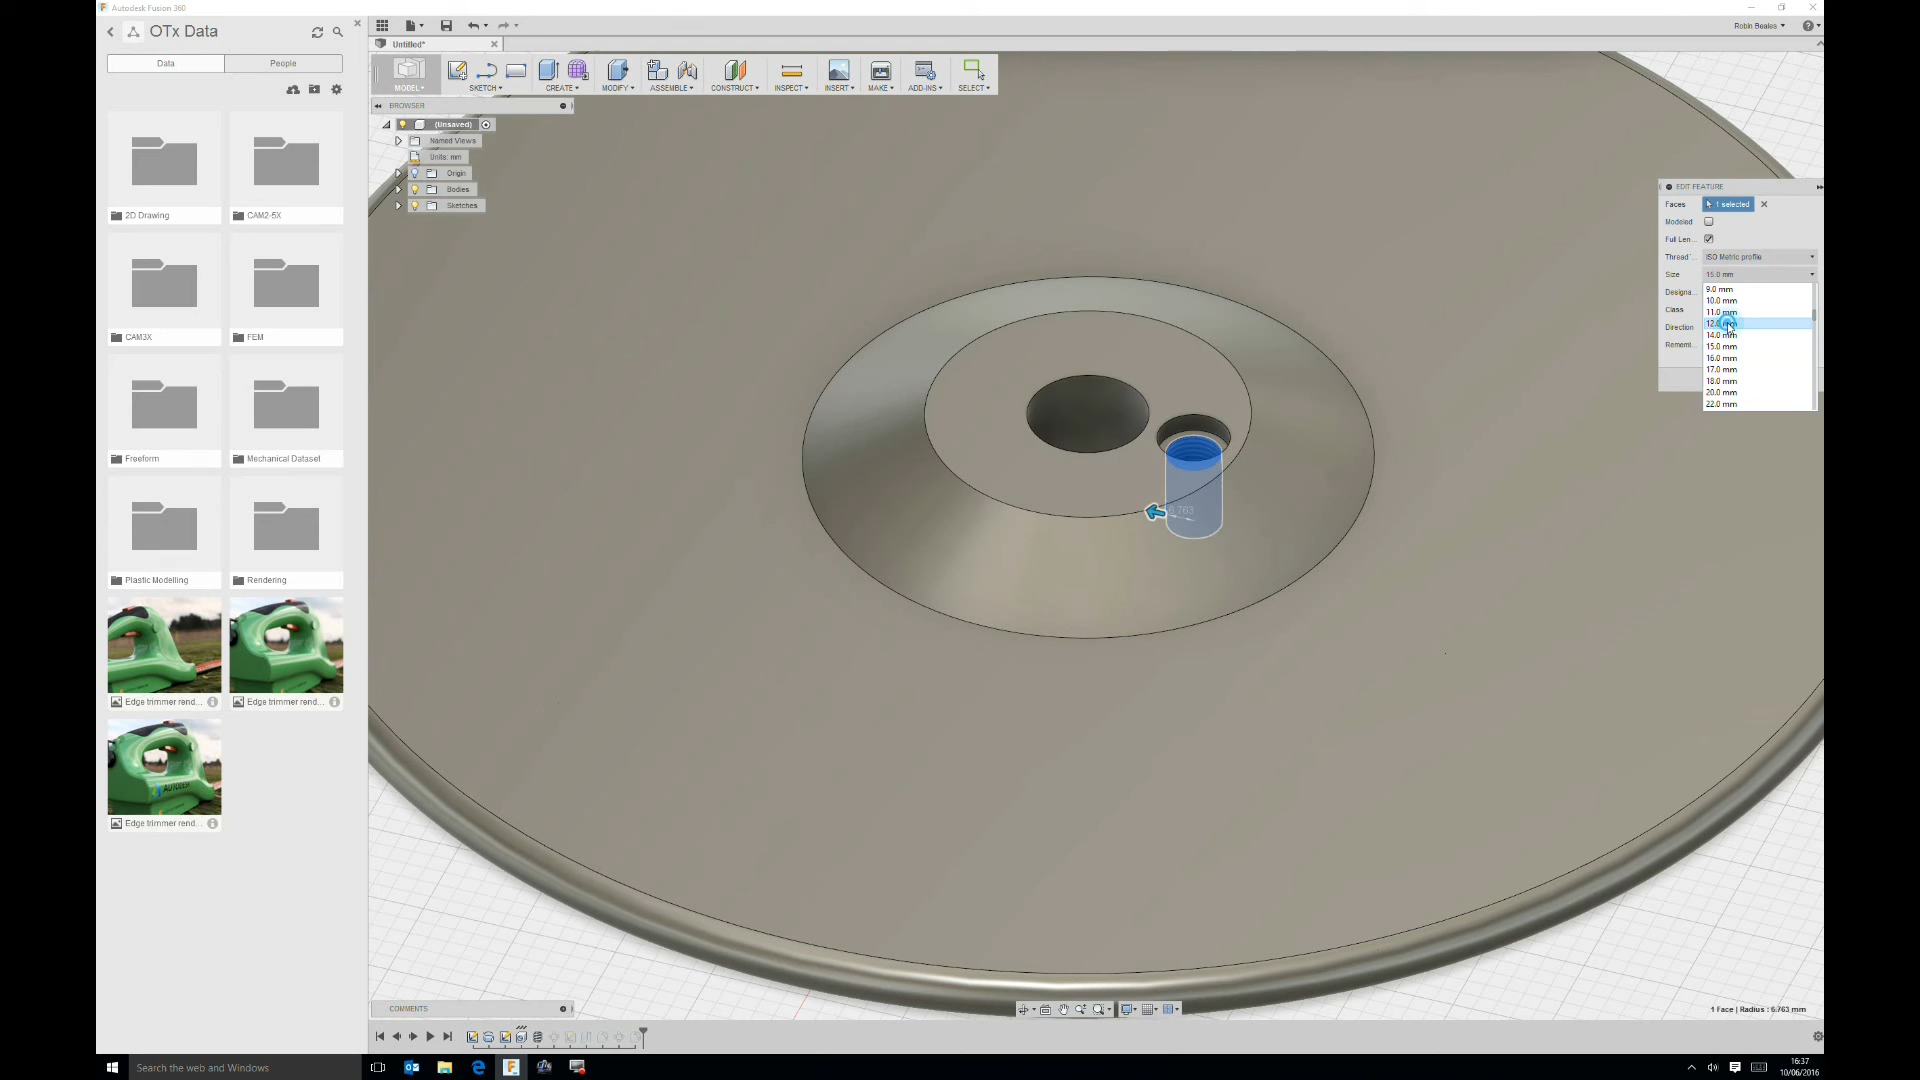 Autodesk Fusion 360
OTx Data
Data
People
2D Drawing
CAM2-5X
CAM3X
FEM
Freeform
Mechanical Dataset
Plastic Modelling
Rendering
Edge trimmer rend...
Edge trimmer rend...
AUTODESK
Edge trimmer rend...
Robin Beales
Untitled*
MODEL
SKETCH
CREATE
MODIFY
ASSEMBLE
CONSTRUCT
INSPECT
INSERT
MAKE
ADD-INS
SELECT
BROWSER
(Unsaved)
Named Views
Units: mm
Origin
Bodies
Sketches
6.763
EDIT FEATURE
Faces 1 selected
Modeled
Full Len...
Thread... ISO Metric profile
Size 15.0 mm
Designa...
Class
Direction
Rememb...
9.0 mm
10.0 mm
11.0 mm
12.0 mm
14.0 mm
15.0 mm
16.0 mm
17.0 mm
18.0 mm
20.0 mm
22.0 mm
COMMENTS
1 Face | Radius : 6.763 mm
Search the web and Windows
16:37
10/06/2016